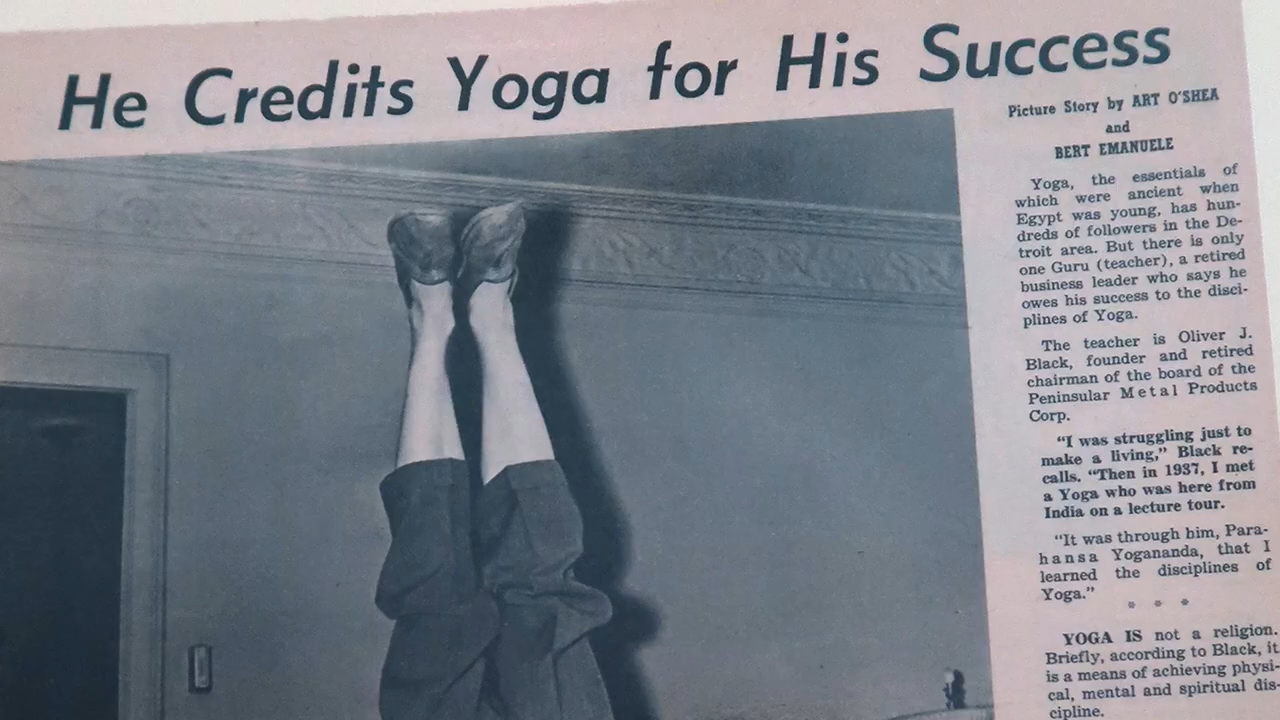 He Credits Yoga for His Success
Picture Story by ART O'SHEA
and
BERT EMANUELE
Yoga, the essentials of
which were ancient when
Egypt was young, has hun-
dreds of followers in the De-
troit area. But there is only
one Guru (teacher), a retired
business leader who says he
owes his success to the disci-
plines of Yoga.
The teacher is Oliver J.
Black, founder and retired
chairman of the board of the
Peninsular Metal Products
Corp.
"I was struggling just to
make a living," Black re-
calls. "Then in 1937, I met
a Yoga who was here from
India on a lecture tour.
"It was through him, Para-
hansa Yogananda, that I
learned the disciplines of
Yoga."
* * *
YOGA IS not a religion.
Briefly, according to Black, it
is a means of achieving physi-
cal, mental and spiritual dis-
cipline.